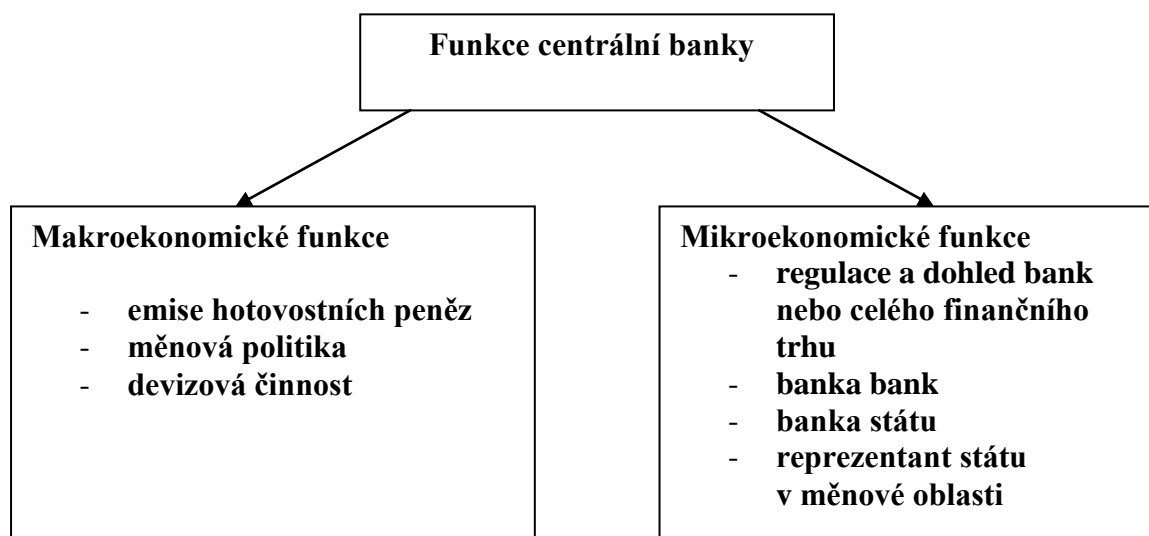 Funkce centrální banky
Makroekonomické funkce
- emise hotovostních peněz
- měnová politika
- devizová činnost
Mikroekonomické funkce
- regulace a dohled bank
nebo celého finančního
trhu
- banka bank
- banka státu
- reprezentant státu
v měnové oblasti